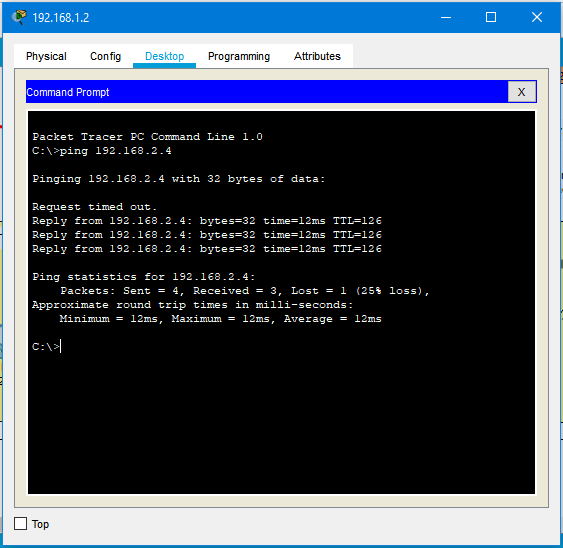 192.168.1.2
Physical Config Desktop Programming Attributes
Command Prompt X
Packet Tracer PC Command Line 1.0
C:\>ping 192.168.2.4
Pinging 192.168.2.4 with 32 bytes of data:
Request timed out.
Reply from 192.168.2.4: bytes=32 time=12ms TTL=126
Reply from 192.168.2.4: bytes=32 time=12ms TTL=126
Reply from 192.168.2.4: bytes=32 time=12ms TTL=126
Ping statistics for 192.168.2.4:
Packets: Sent = 4, Received = 3, Lost = 1 (25% loss),
Approximate round trip times in milli-seconds:
Minimum = 12ms, Maximum = 12ms, Average = 12ms
C:\>
Top